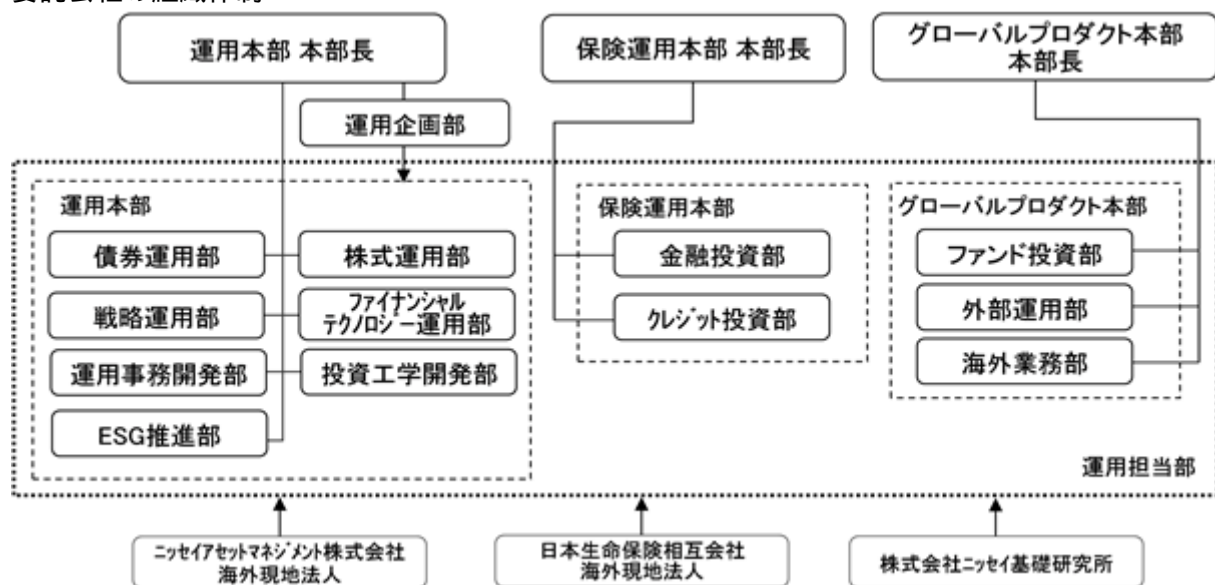 運用本部 本部長
保険運用本部 本部長
グローバルプロダクト本部
本部長
運用企画部
運用本部
債券運用部
株式運用部
戦略運用部
ファイナンシャル
テクノロジー運用部
運用事務開発部
投資工学開発部
ESG推進部
保険運用本部
金融投資部
クレジット投資部
グローバルプロダクト本部
ファンド投資部
外部運用部
海外業務部
運用担当部
ニッセイアセットマネジメント株式会社
海外現地法人
日本生命保険相互会社
海外現地法人
株式会社ニッセイ基礎研究所